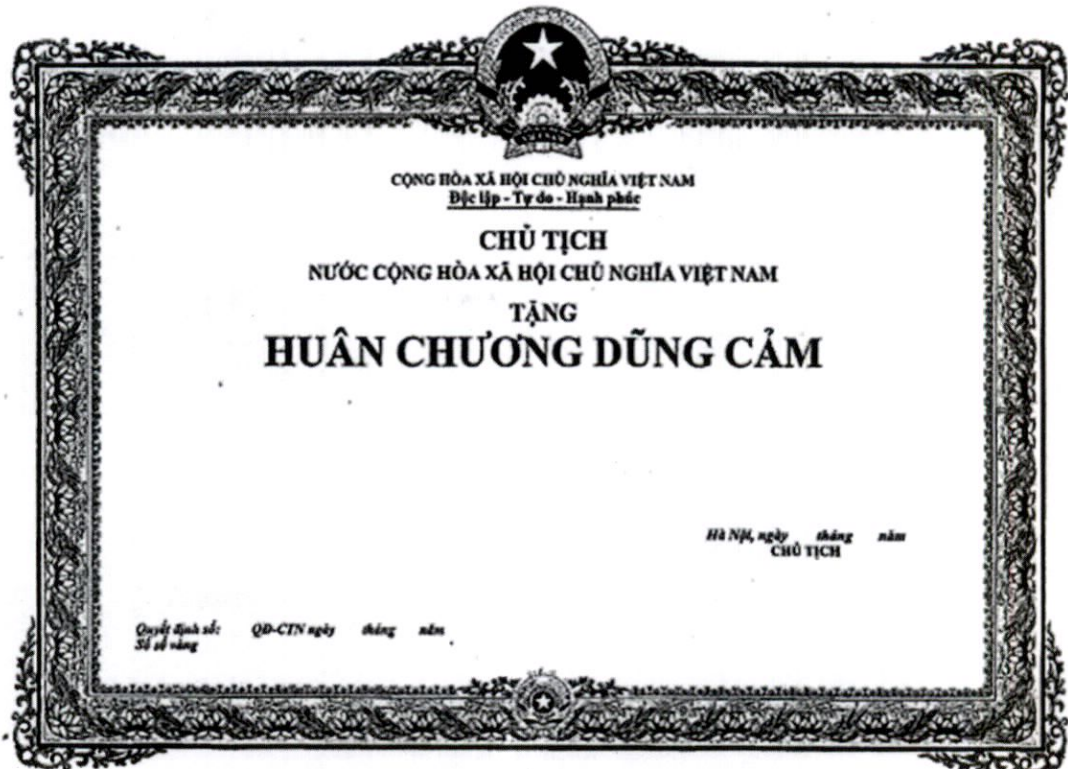 CỘNG HÒA XÃ HỘI CHỦ NGHĨA VIỆT NAM
Độc lập - Tự do - Hạnh phúc
CHỦ TỊCH
NƯỚC CỘNG HÒA XÃ HỘI CHỦ NGHĨA VIỆT NAM
TẶNG
HUÂN CHƯƠNG DŨNG CẢM
Hà Nội, ngày tháng năm
CHỦ TỊCH
Quyết định số: QĐ-CTN ngày tháng năm
Số sổ vàng